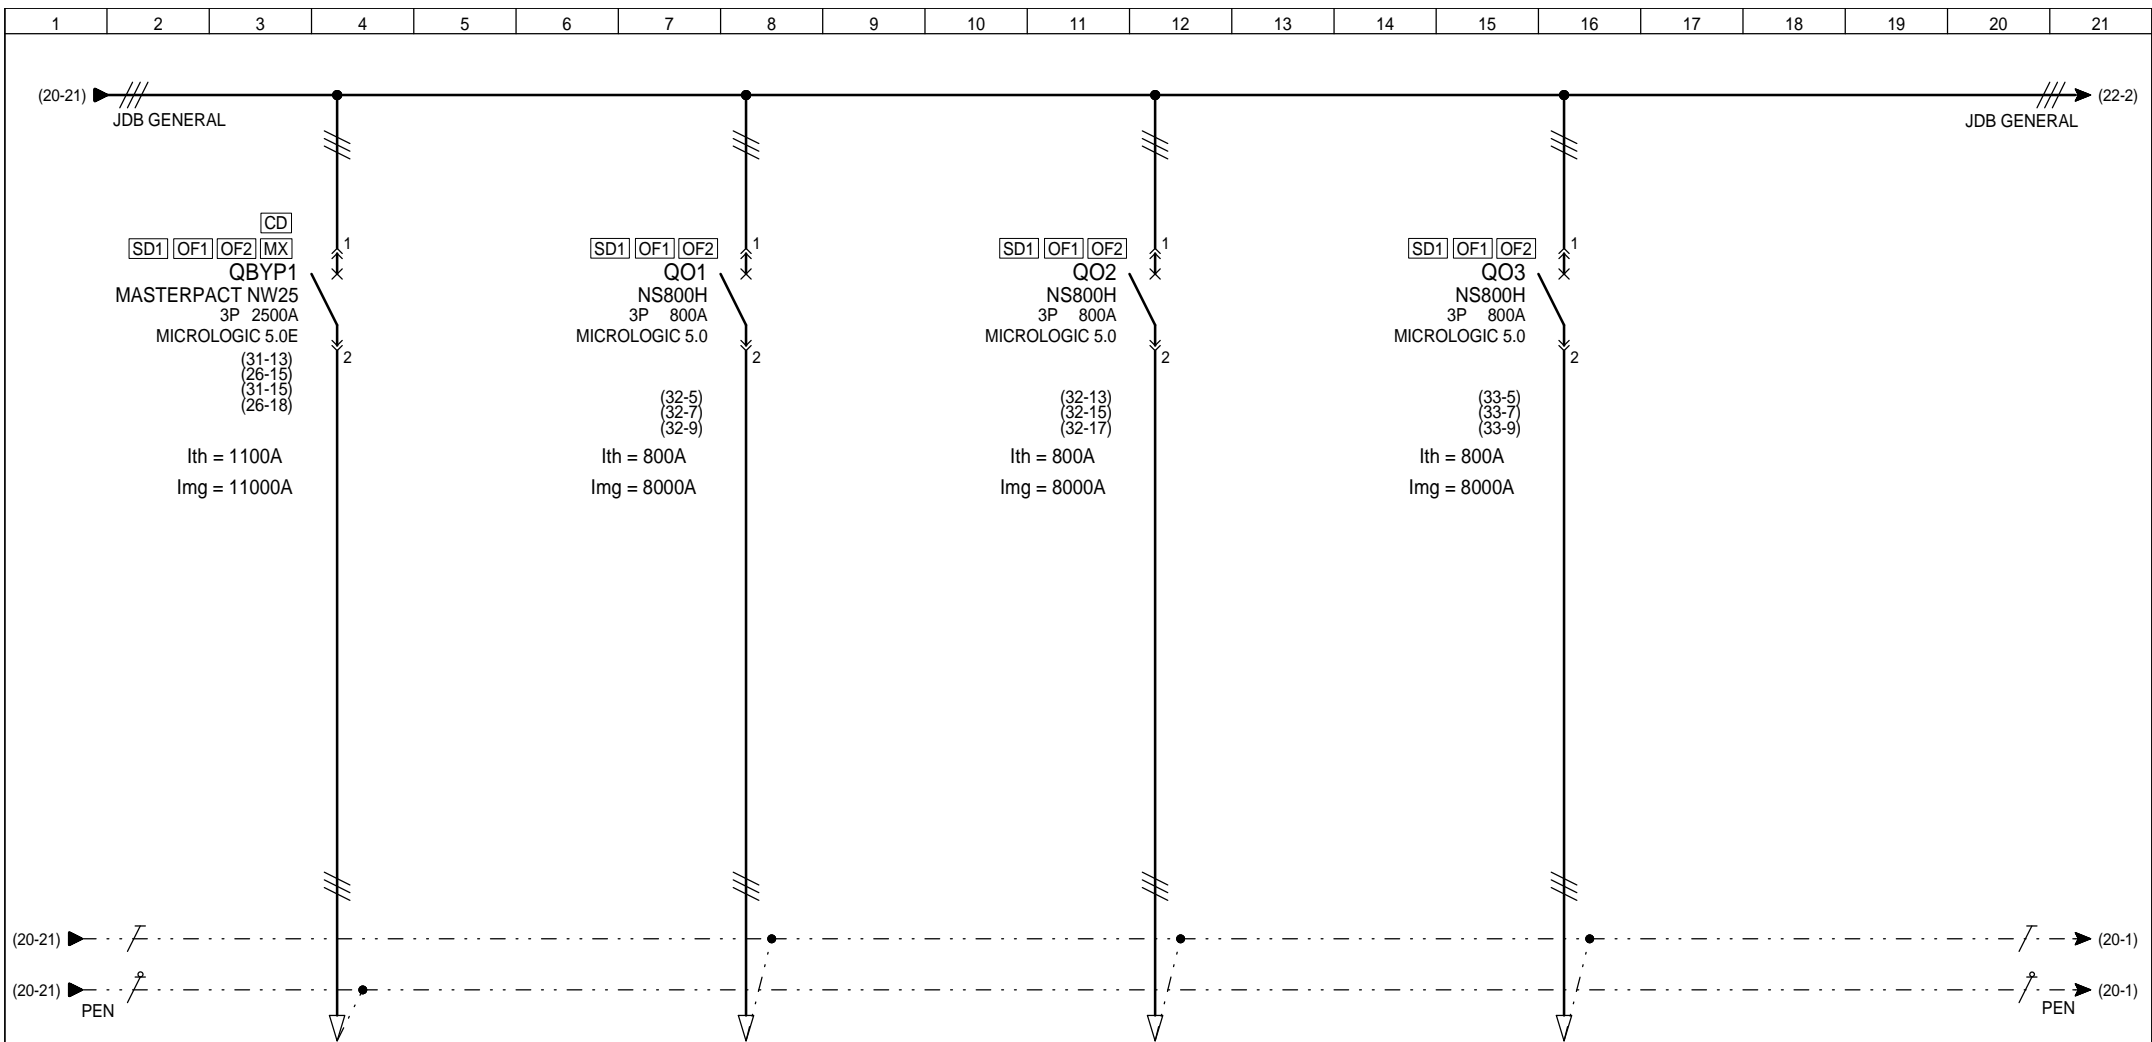 1 2 3 4 5 6 7 8 9 10 11 12 13 14 15 16 17 18 19 20 21
(20-21) (22-2)
JDB GENERAL JDB GENERAL
CD
SD1 OF1 OF2 MX 1
QBYP1
MASTERPACT NW25
3P 2500A
MICROLOGIC 5.0E
2
(31-13)
(26-15)
(31-15)
(26-18)
Ith = 1100A
Img = 11000A
SD1 OF1 OF2 1
QO1
NS800H
3P 800A
MICROLOGIC 5.0
2
(32-5)
(32-7)
(32-9)
Ith = 800A
Img = 8000A
SD1 OF1 OF2 1
QO2
NS800H
3P 800A
MICROLOGIC 5.0
2
(32-13)
(32-15)
(32-17)
Ith = 800A
Img = 8000A
SD1 OF1 OF2 1
QO3
NS800H
3P 800A
MICROLOGIC 5.0
2
(33-5)
(33-7)
(33-9)
Ith = 800A
Img = 8000A
(20-21) (20-1)
(20-21) (20-1)
PEN PEN